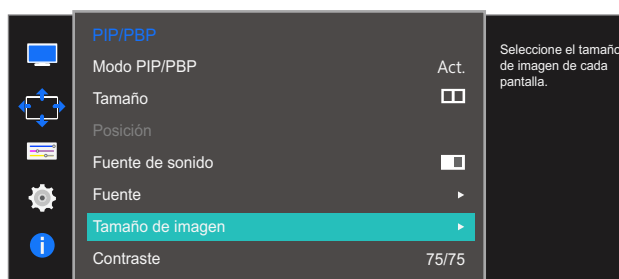 PIP/PBP
Modo PIP/PBP Act.
Tamaño
Posición
Fuente de sonido
Fuente
Tamaño de imagen
Contraste 75/75
Seleccione el tamaño
de imagen de cada
pantalla.